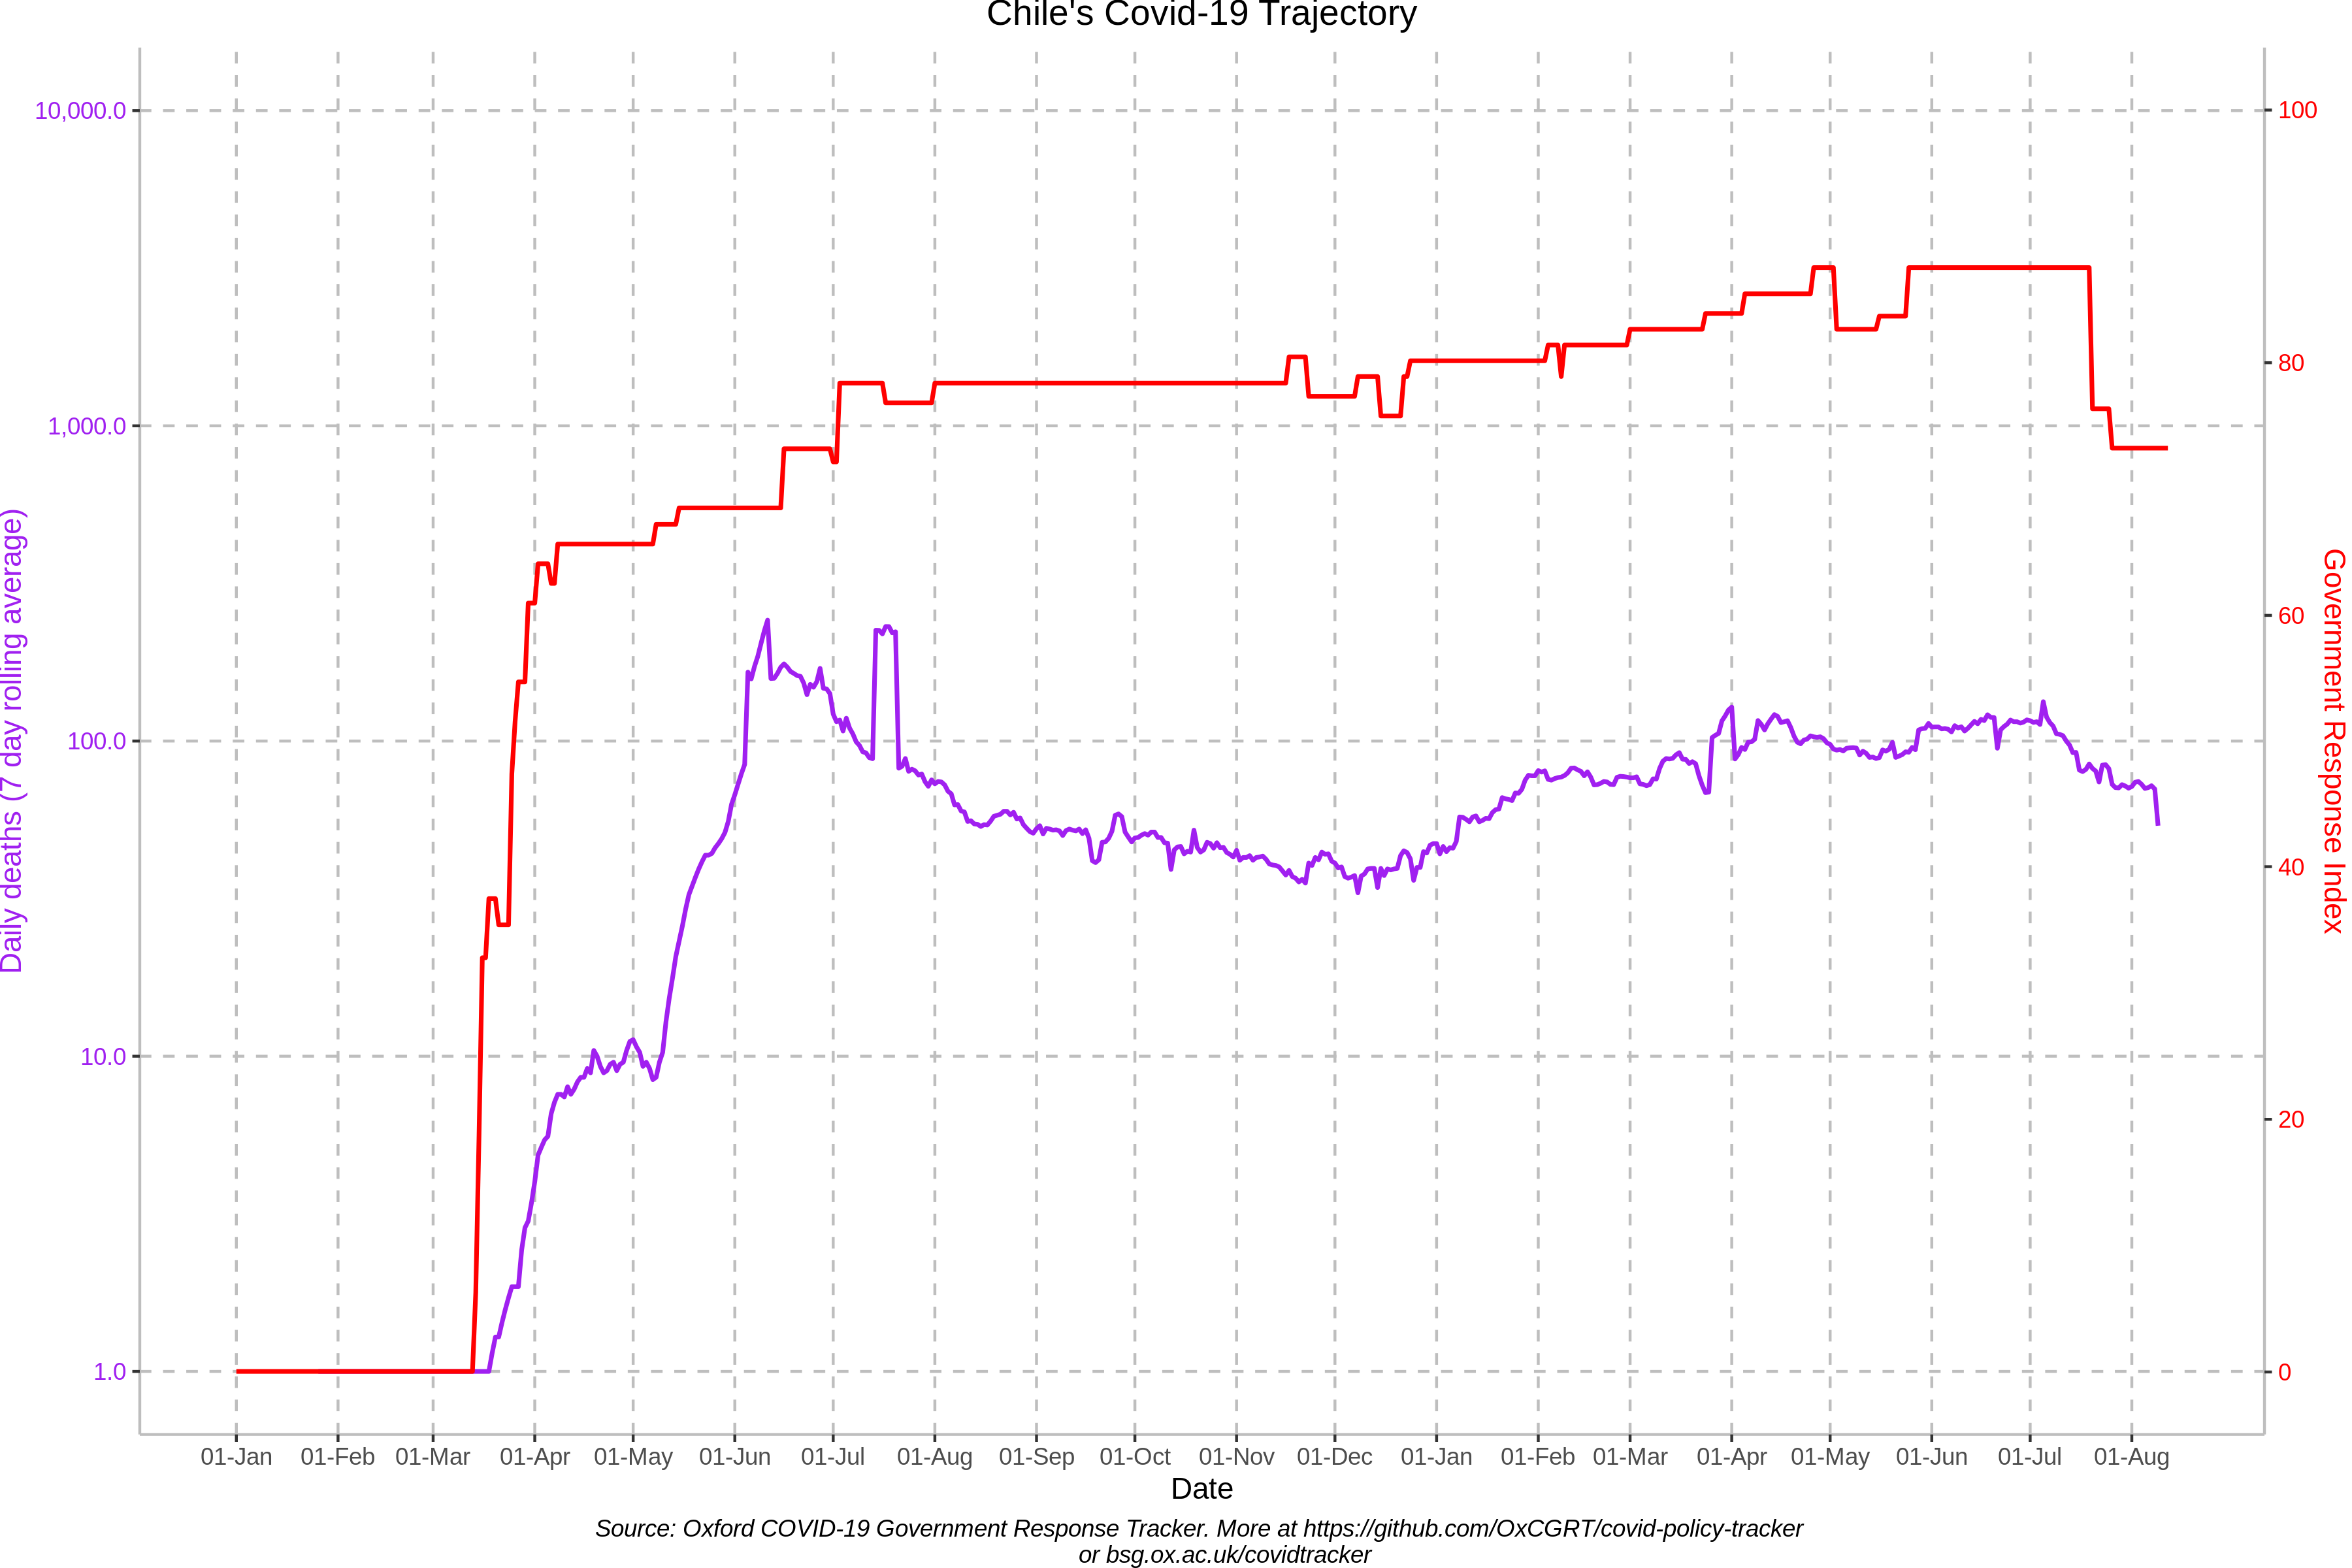 Chile's Covid-19 Trajectory
10,000.0
1,000.0
100.0
10.0
1.0
Daily deaths (7 day rolling average)
100
80
60
40
20
0
Government Response Index
01-Jan 01-Feb 01-Mar 01-Apr 01-May 01-Jun 01-Jul 01-Aug 01-Sep 01-Oct 01-Nov 01-Dec 01-Jan 01-Feb 01-Mar 01-Apr 01-May 01-Jun 01-Jul 01-Aug
Date
Source: Oxford COVID-19 Government Response Tracker. More at https://github.com/OxCGRT/covid-policy-tracker
or bsg.ox.ac.uk/covidtracker